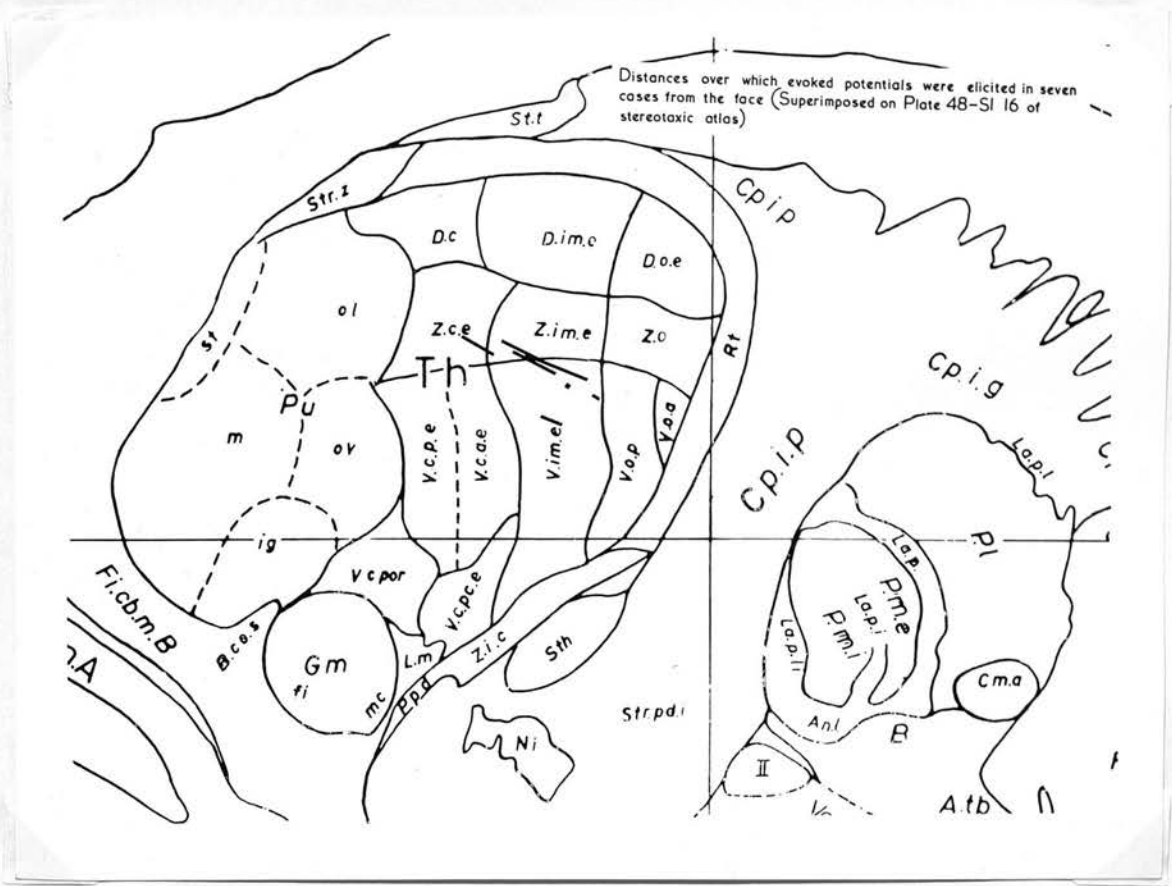 Distances over which evoked potentials were elicited in seven
cases from the face (Superimposed on Plate 48-Sl 16 of
stereotaxic atlas)
St.t
Str.z
Cp i p
D.c
D.im.e
D.o.e
ol
Z.c.e
Z.im.e
Z.o
Rt
st
Th
Cp.i.g
Pu
m
ov
V.c.p.e
V.c.a.e
V.im.el
V.o.p
V.o.a
Cp.i.p
La.p.l
ig
Pl
La.p.
V c por
V.c.pc.e
P.m.e
La.p.i
P.m.i
La.p.li
Fi.cb.m.B
B.co.s
Gm
fi
mc
L.m
Z.i.c
Sth
P.p.d
Cm.a
.A
Str.pd.i
An.l
B
Ni
II
A.tb